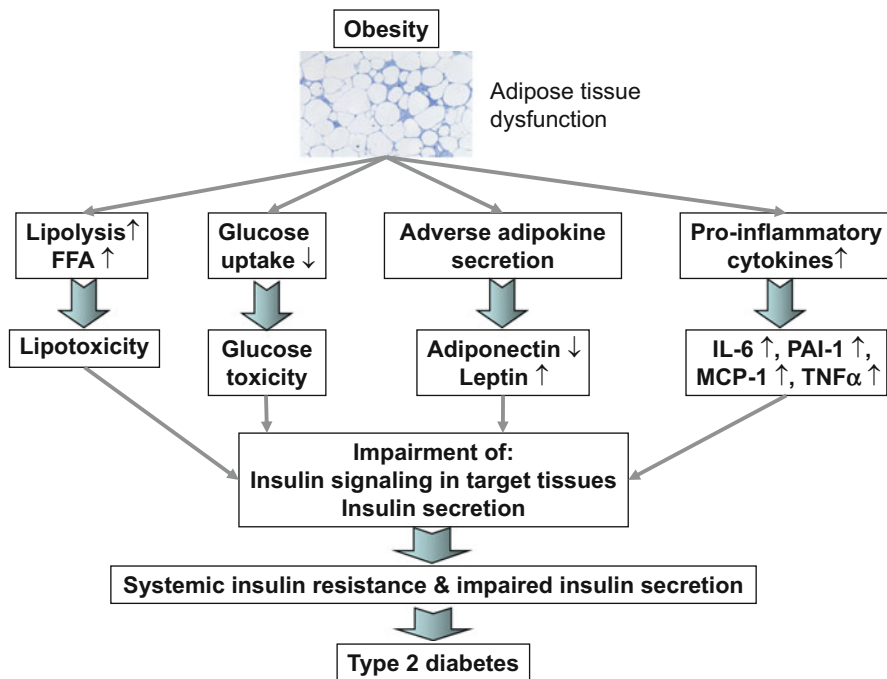 Obesity
Adipose tissue
dysfunction
Lipolysis↑
FFA ↑
Glucose
uptake ↓
Adverse adipokine
secretion
Pro-inflammatory
cytokines↑
Lipotoxicity
Glucose
toxicity
Adiponectin ↓
Leptin ↑
IL-6 ↑, PAI-1 ↑,
MCP-1 ↑, TNFα ↑
Impairment of:
Insulin signaling in target tissues
Insulin secretion
Systemic insulin resistance & impaired insulin secretion
Type 2 diabetes